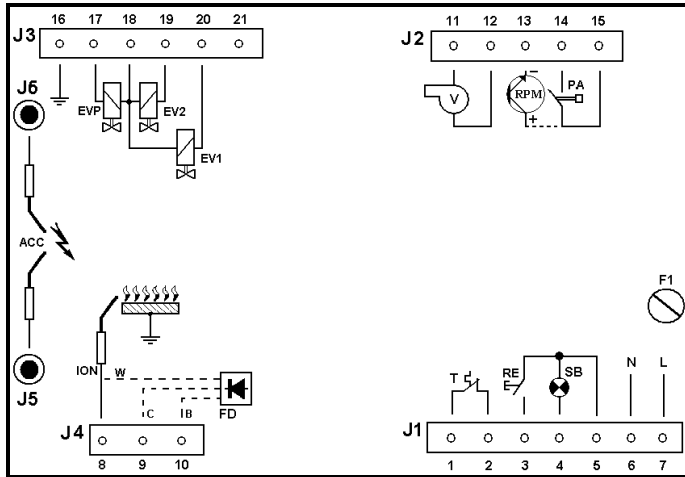 16 17 18 19 20 21
J3
11 12 13 14 15
J2
J6
EVP
EV2
EV1
V
–
RPM
+
PA
ACC
F1
ION
W
C
B
FD
J5
J4
8 9 10
T
RE
E
SB
N
L
J1
1 2 3 4 5 6 7